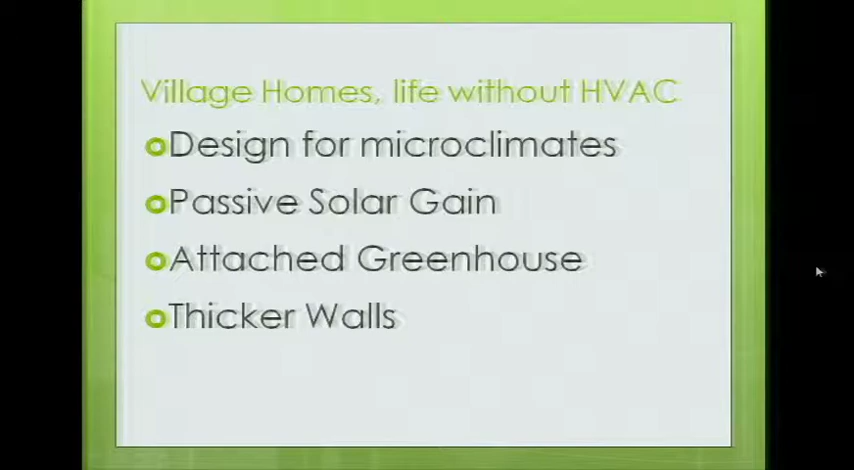 Village Homes, life without HVAC
Design for microclimates
Passive Solar Gain
Attached Greenhouse
Thicker Walls